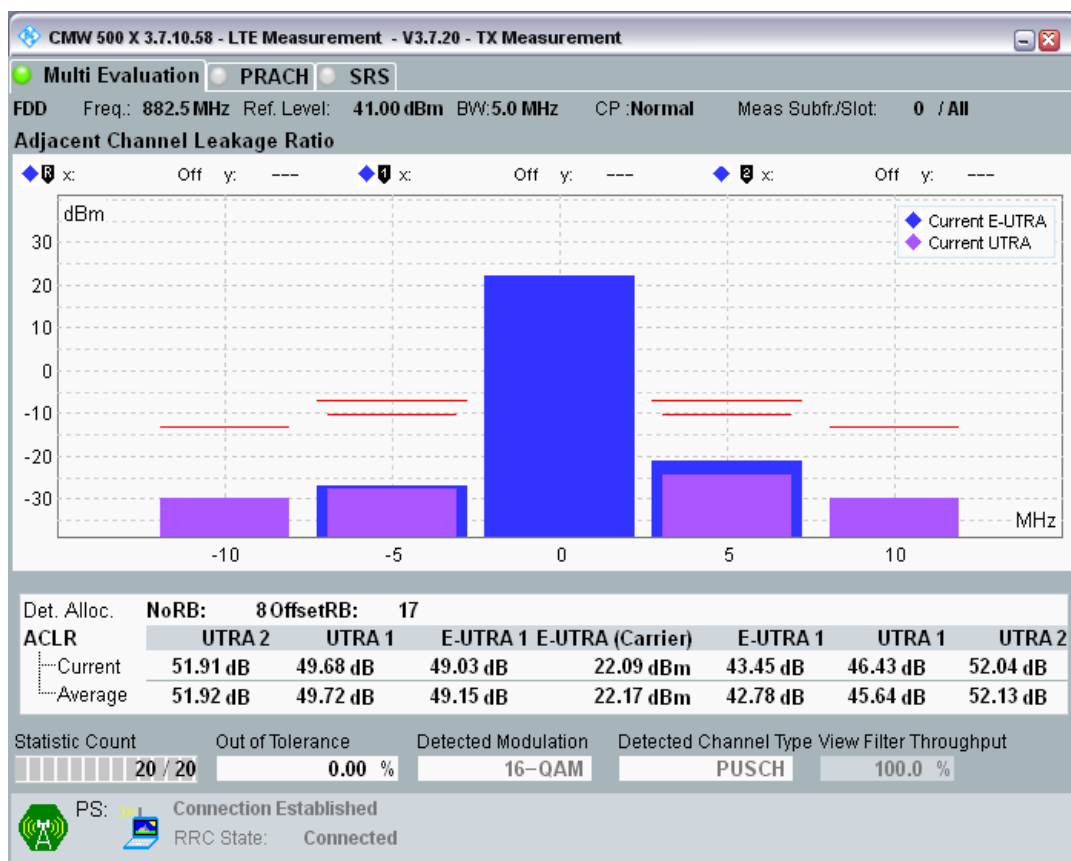 CMW 500 X 3.7.10.58 - LTE Measurement - V3.7.20 - TX Measurement
Multi Evaluation PRACH SRS
FDD Freq.: 882.5 MHz Ref. Level: 41.00 dBm BW:5.0 MHz CP :Normal Meas Subfr./Slot: 0 / All
Adjacent Channel Leakage Ratio
R x: Off y: --- 1 x: Off y: --- 2 x: Off y: ---
dBm
Current E-UTRA
Current UTRA
30
20
10
0
-10
-20
-30
MHz
-10 -5 0 5 10
Det. Alloc. NoRB: 8 OffsetRB: 17
ACLR UTRA 2 UTRA 1 E-UTRA 1 E-UTRA (Carrier) E-UTRA 1 UTRA 1 UTRA 2
Current 51.91 dB 49.68 dB 49.03 dB 22.09 dBm 43.45 dB 46.43 dB 52.04 dB
Average 51.92 dB 49.72 dB 49.15 dB 22.17 dBm 42.78 dB 45.64 dB 52.13 dB
Statistic Count Out of Tolerance Detected Modulation Detected Channel Type View Filter Throughput
20 / 20 0.00 % 16-QAM PUSCH 100.0 %
PS: Connection Established
RRC State: Connected